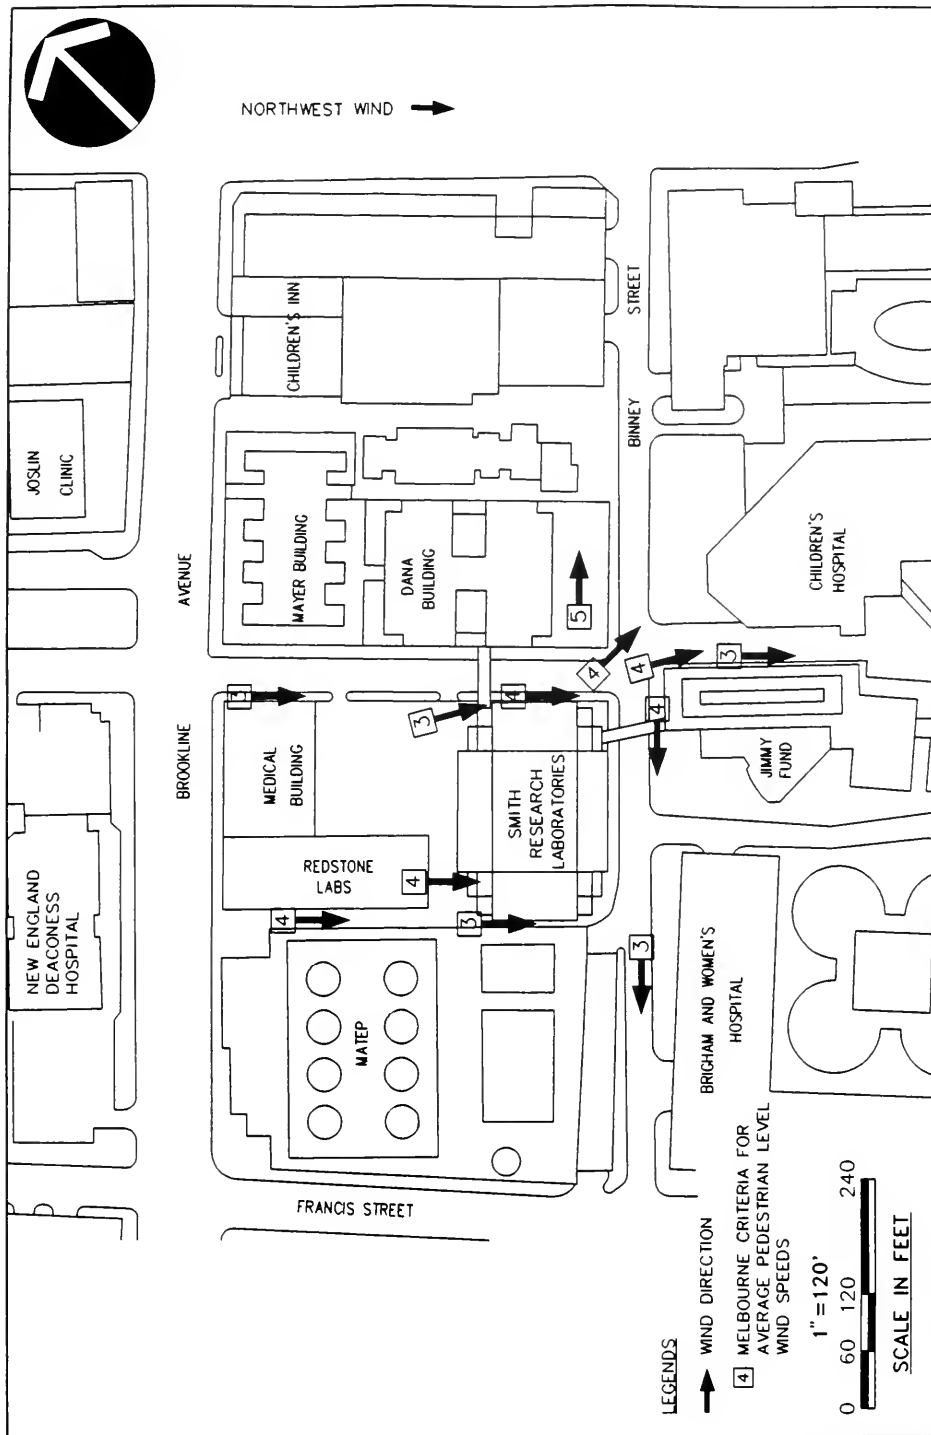 NORTHWEST WIND
JOSLIN
CLINIC
CHILDREN'S INN
STREET
BINNEY
AVENUE
BROOKLINE
MAYER BUILDING
DANA
BUILDING
CHILDREN'S
HOSPITAL
5
4
4
3
3
4
3
4
MEDICAL
BUILDING
SMITH
RESEARCH
LABORATORIES
JIMMY
FUND
NEW ENGLAND
DEACONESS
HOSPITAL
REDSTONE
LABS
4
4
3
3
MATEP
BRIGHAM AND WOMEN'S
HOSPITAL
FRANCIS STREET
LEGENDS
WIND DIRECTION
4
MELBOURNE CRITERIA FOR
AVERAGE PEDESTRIAN LEVEL
WIND SPEEDS
1"=120'
0 60 120 240
SCALE IN FEET